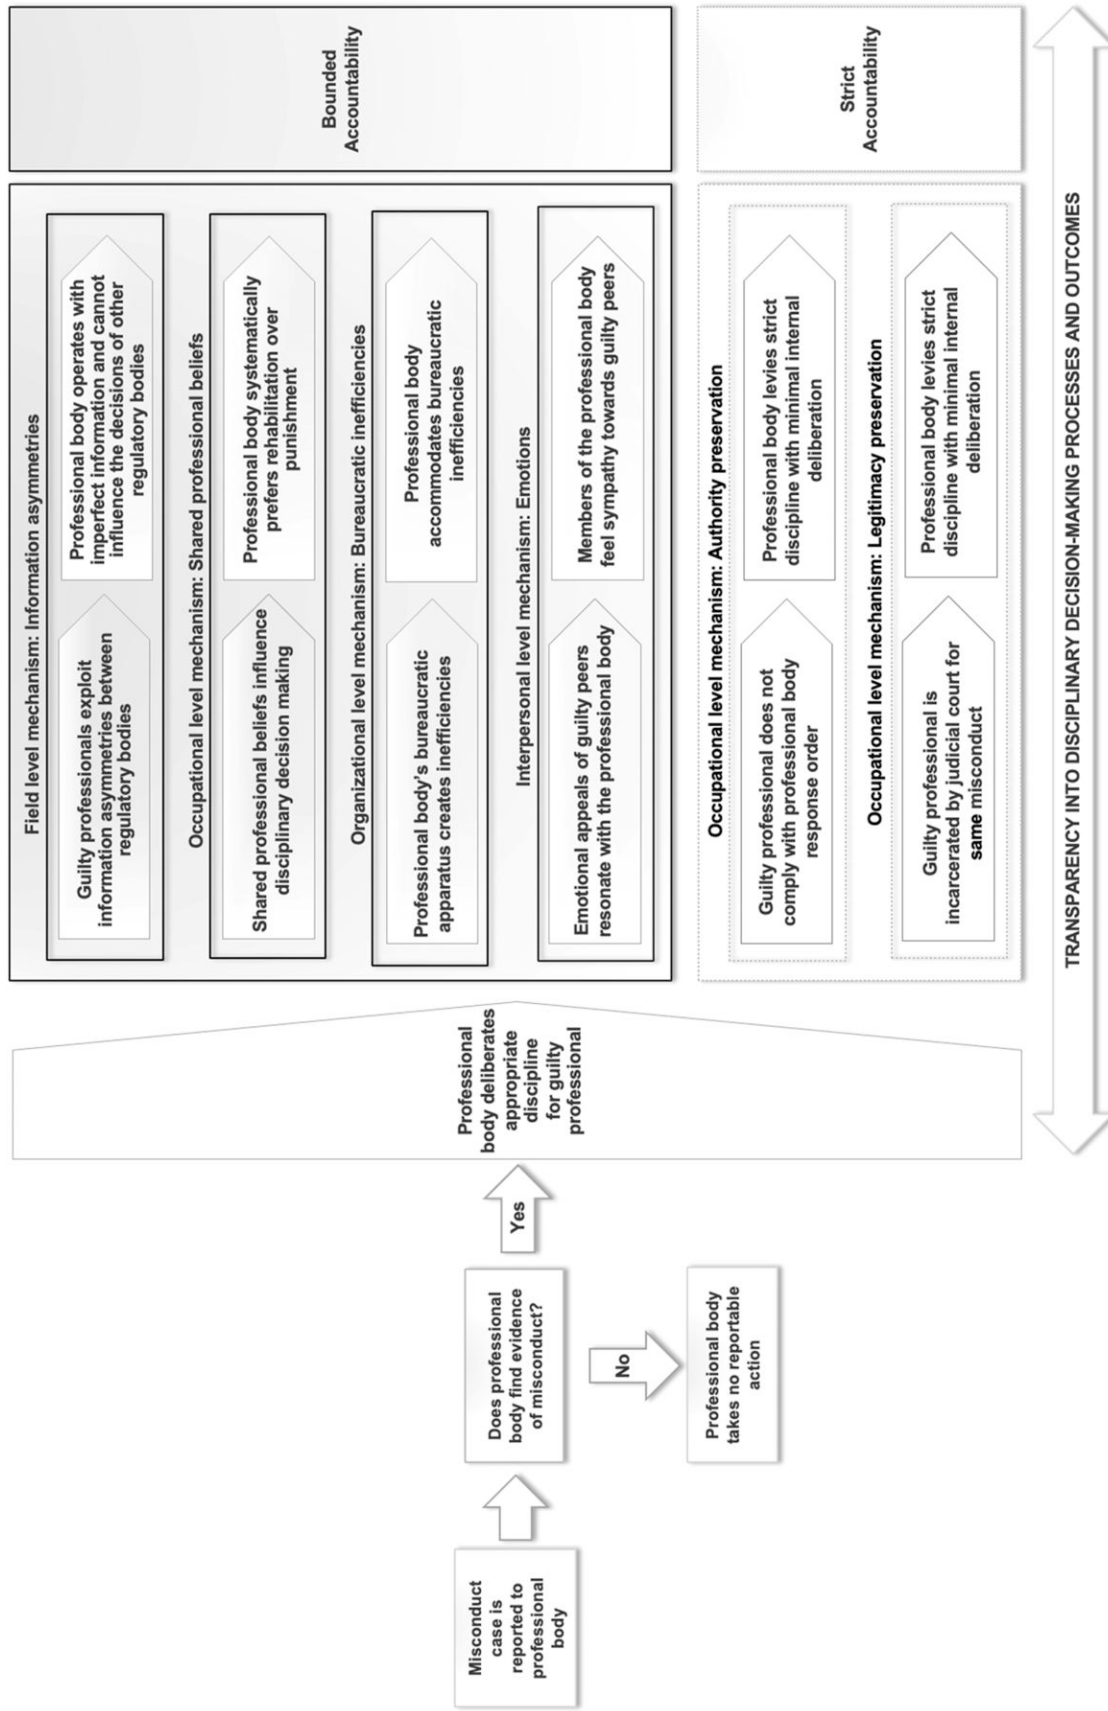 Misconduct
case is
reported to
professional
body
Does professional
body find evidence
of misconduct?
Yes
No
Professional body
takes no reportable
action
Professional
body deliberates
appropriate
discipline
for guilty
professional
Field level mechanism: Information asymmetries
Guilty professionals exploit
information asymmetries between
regulatory bodies
Professional body operates with
imperfect information and cannot
influence the decisions of other
regulatory bodies
Occupational level mechanism: Shared professional beliefs
Shared professional beliefs influence
disciplinary decision making
Professional body systematically
prefers rehabilitation over
punishment
Organizational level mechanism: Bureaucratic inefficiencies
Professional body's bureaucratic
apparatus creates inefficiencies
Professional body
accommodates bureaucratic
inefficiencies
Interpersonal level mechanism: Emotions
Emotional appeals of guilty peers
resonate with the professional body
Members of the professional body
feel sympathy towards guilty peers
Bounded
Accountability
Occupational level mechanism: Authority preservation
Guilty professional does not
comply with professional body
response order
Professional body levies strict
discipline with minimal internal
deliberation
Occupational level mechanism: Legitimacy preservation
Guilty professional is
incarcerated by judicial court for
same misconduct
Professional body levies strict
discipline with minimal internal
deliberation
Strict
Accountability
TRANSPARENCY INTO DISCIPLINARY DECISION-MAKING PROCESSES AND OUTCOMES